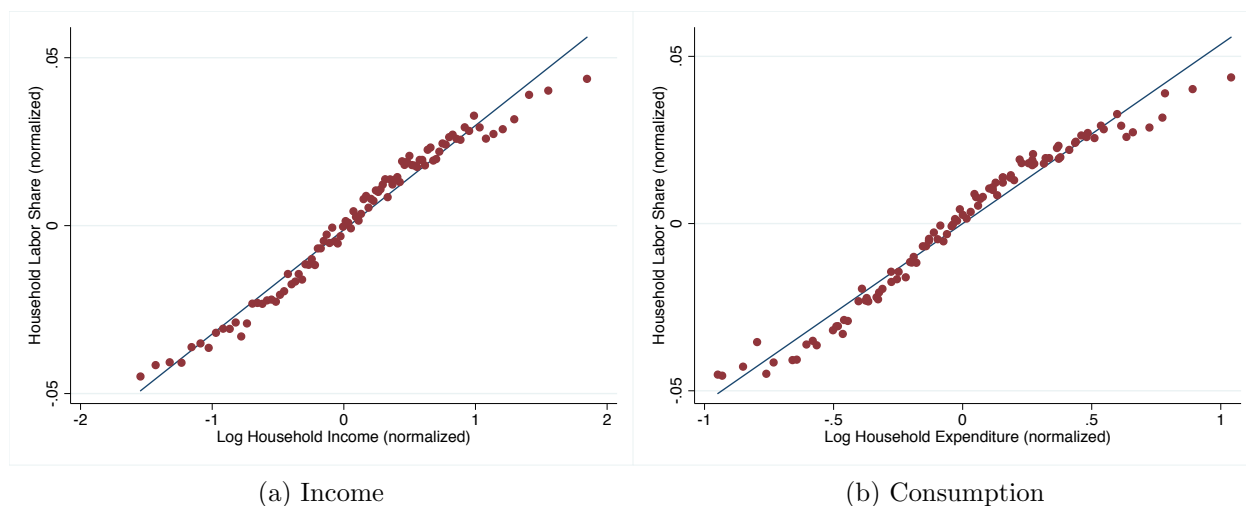 Household Labor Share (normalized)
.05
0
-.05
-2
-1
0
1
2
Log Household Income (normalized)
(a) Income
Household Labor Share (normalized)
.05
0
-.05
-1
-.5
0
.5
1
Log Household Expenditure (normalized)
(b) Consumption